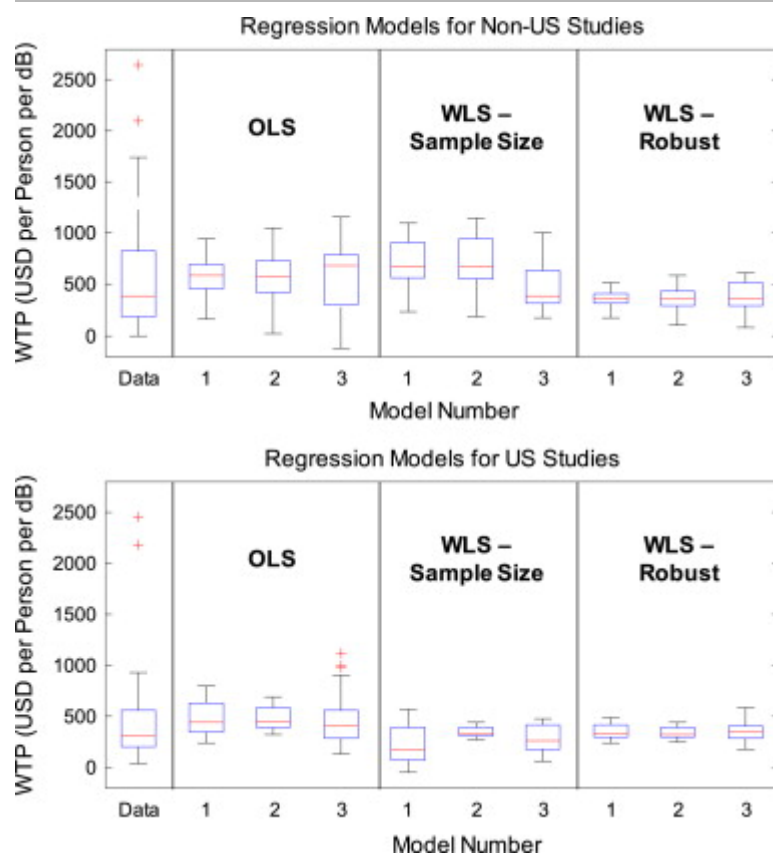 Regression Models for Non-US Studies
WTP (USD per Person per dB)
2500
2000
1500
1000
500
0
OLS
WLS –
Sample Size
WLS –
Robust
Data 1 2 3 1 2 3 1 2 3
Model Number
Regression Models for US Studies
WTP (USD per Person per dB)
2500
2000
1500
1000
500
0
OLS
WLS –
Sample Size
WLS –
Robust
Data 1 2 3 1 2 3 1 2 3
Model Number